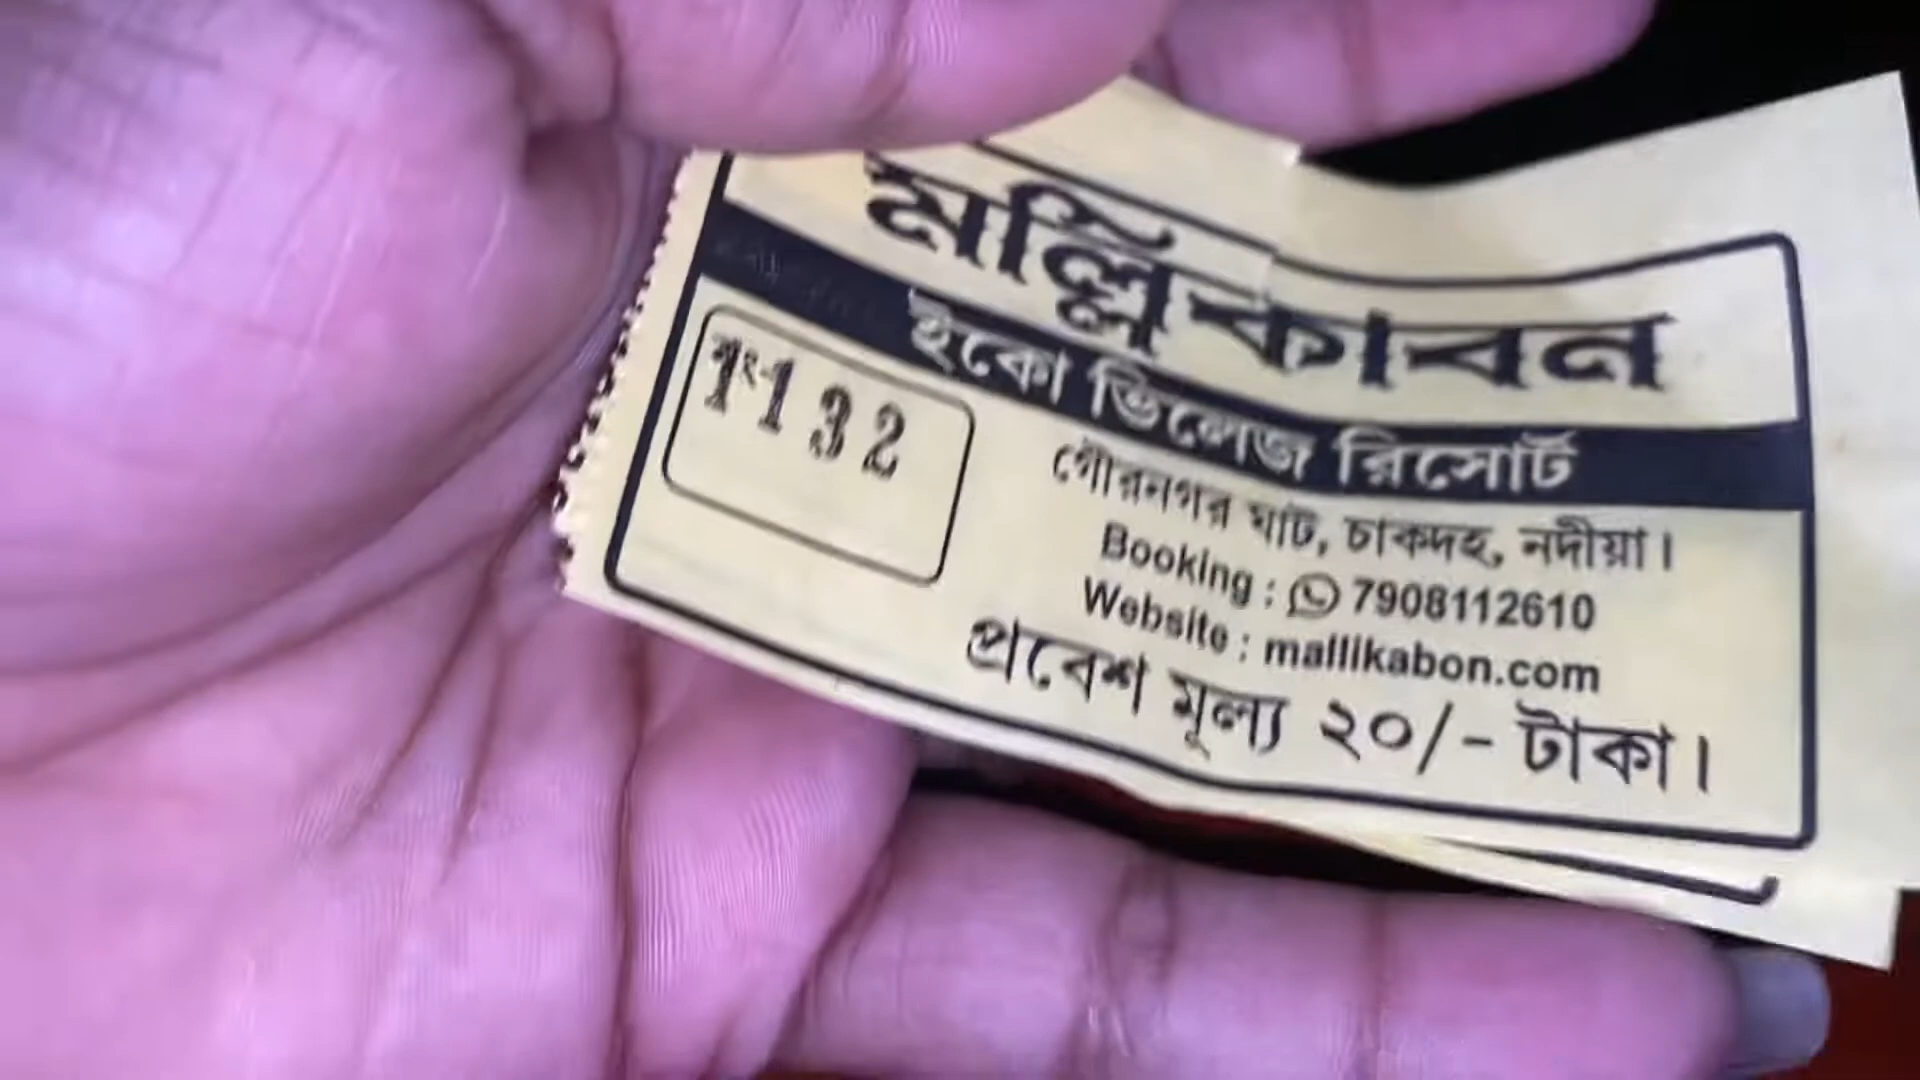 মল্লিকাবন
ইকো ভিলেজ রিসোর্ট
নং 132
গৌরনগর ঘাট, চাকদহ, নদীয়া।
Booking : 7908112610
Website : mallikabon.com
প্রবেশ মূল্য ২০/- টাকা।